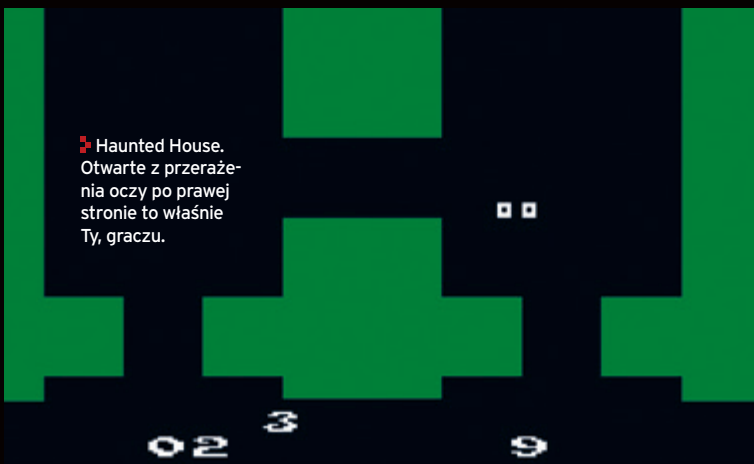 Haunted House.
Otwarte z przeraże-
nia oczy po prawej
stronie to właśnie
Ty, graczu.
3
02 9